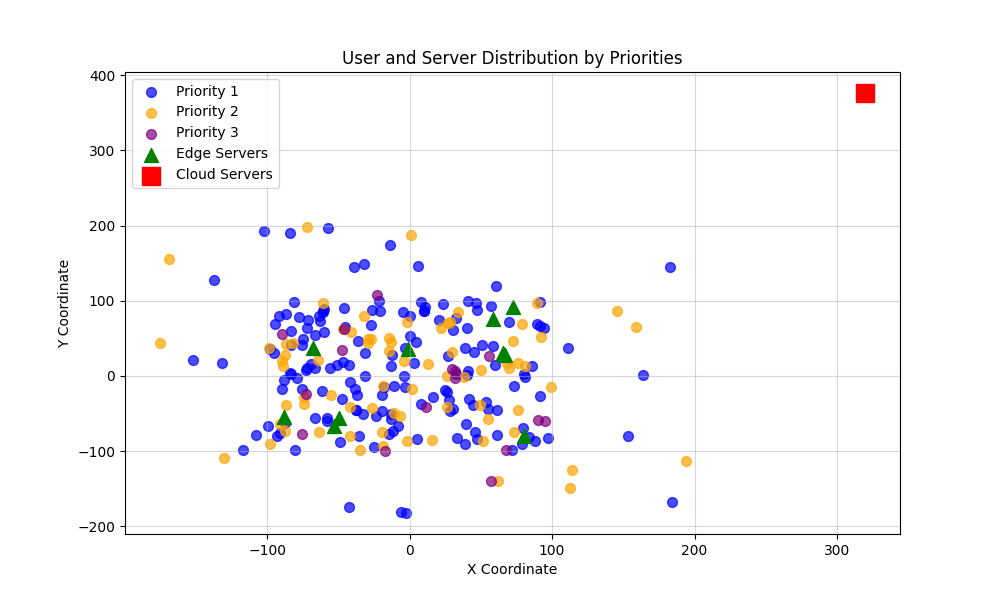 User and Server Distribution by Priorities
400
300
200
100
0
−100
−200
Y Coordinate
Priority 1
Priority 2
Priority 3
Edge Servers
Cloud Servers
−100
0
100
200
300
X Coordinate